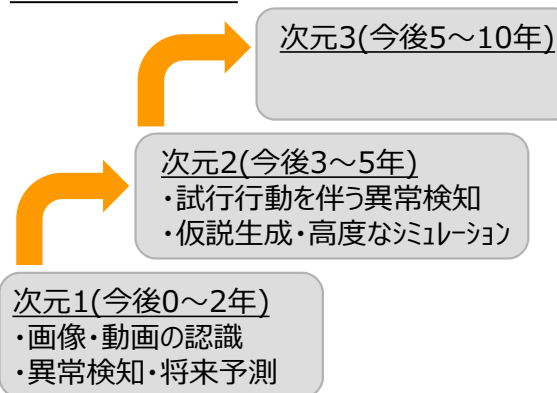 次元3(今後5～10年)
次元2(今後3～5年)
・試行行動を伴う異常検知
・仮説生成・高度なｼﾐｭﾚｰｼｮﾝ
次元1(今後0～2年)
・画像・動画の認識
・異常検知・将来予測